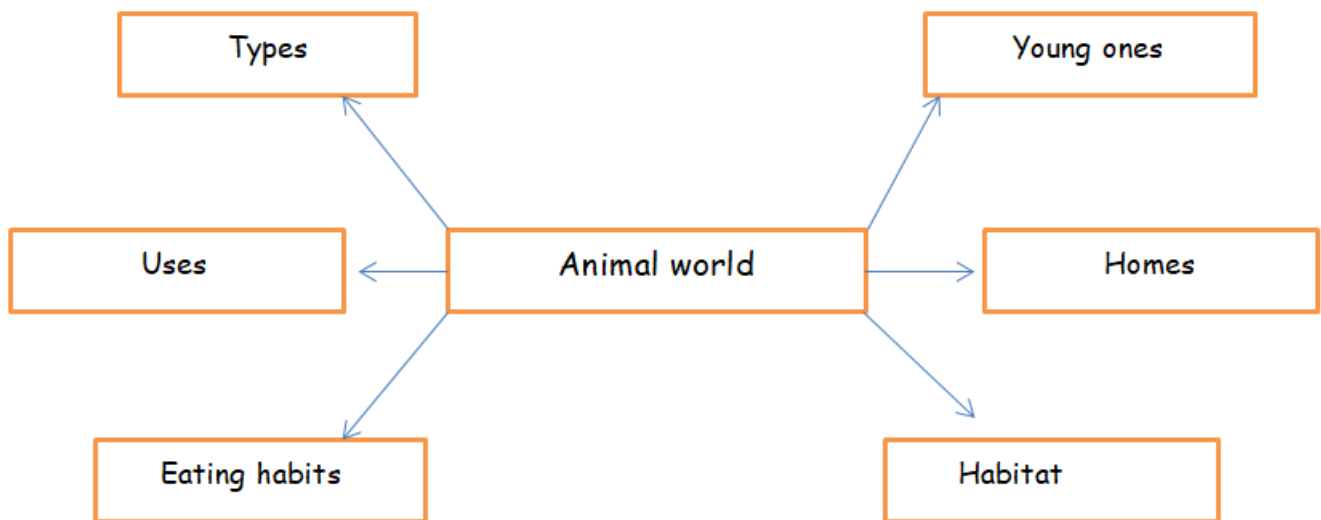 Types
Young ones
Uses
Animal world
Homes
Eating habits
Habitat